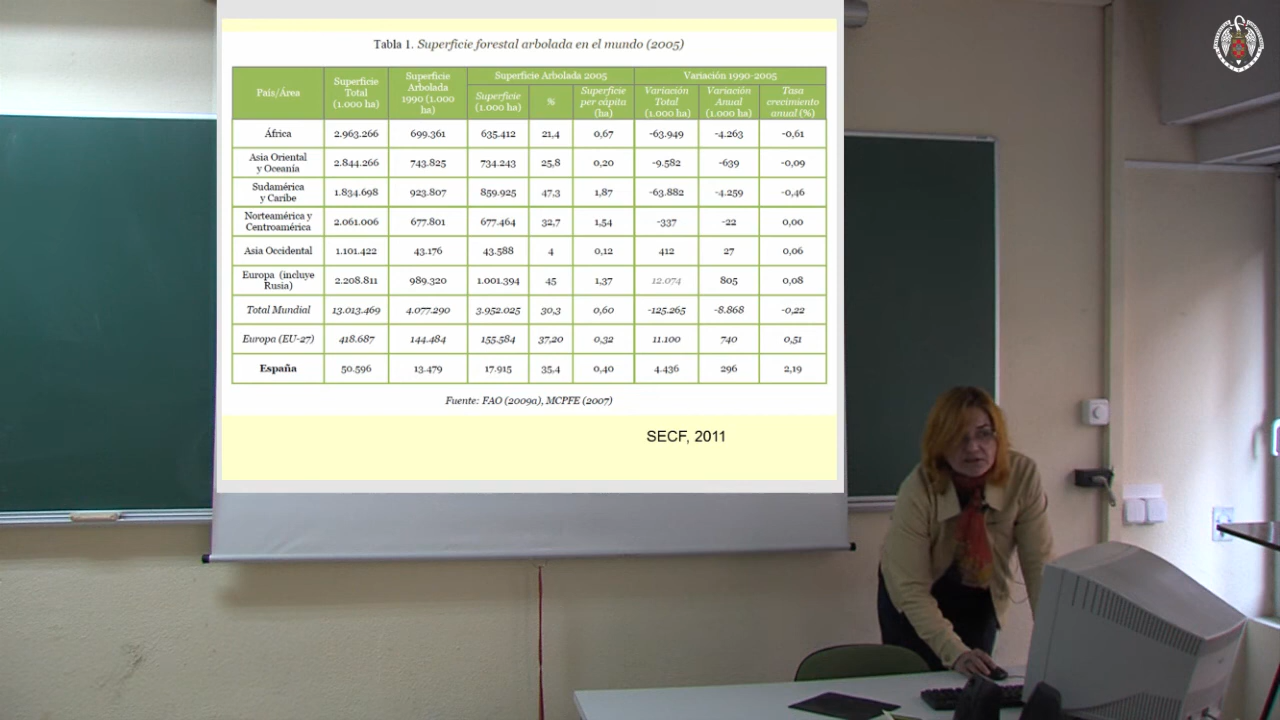 Tabla 1. Superficie forestal arbolada en el mundo (2005)
País/Área Superficie Total (1.000 ha) Superficie Arbolada 1990 (1.000 ha) Superficie Arbolada 2005 Variación 1990-2005
Superficie (1.000 ha) % Superficie per cápita (ha) Variación Total (1.000 ha) Variación Anual (1.000 ha) Tasa crecimiento anual (%)
África 2.963.266 699.361 635.412 21,4 0,67 -63.949 -4.263 -0,61
Asia Oriental y Oceanía 2.844.266 743.825 734.243 25,8 0,20 -9.582 -639 -0,09
Sudamérica y Caribe 1.834.698 923.807 859.925 47,3 1,87 -63.882 -4.259 -0,46
Norteamérica y Centroamérica 2.061.006 677.801 677.464 32,7 1,54 -337 -22 0,00
Asia Occidental 1.101.422 43.176 43.588 4 0,12 412 27 0,06
Europa (incluye Rusia) 2.208.811 989.320 1.001.394 45 1,37 12.074 805 0,08
Total Mundial 13.013.469 4.077.290 3.952.025 30,3 0,60 -125.265 -8.868 -0,22
Europa (EU-27) 418.687 144.484 155.584 37,20 0,32 11.100 740 0,51
España 50.596 13.479 17.915 35,4 0,40 4.436 296 2,19
Fuente: FAO (2009a), MCPFE (2007)
SECF, 2011